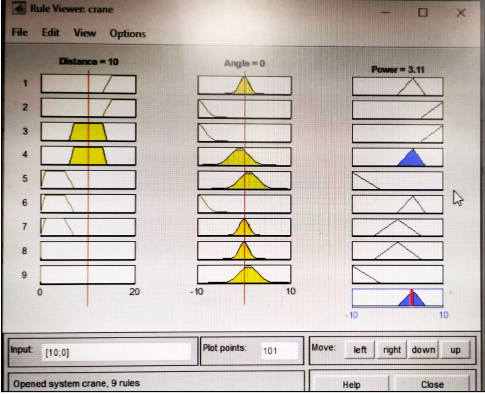 Rule Viewer: crane
File Edit View Options
Distance = 10 Angle = 0 Power = 3.11
1
2
3
4
5
6
7
8
9
0 20 -10 10
-10 10
Input: [10;0] Plot points: 101 Move: left right down up
Opened system crane, 9 rules Help Close